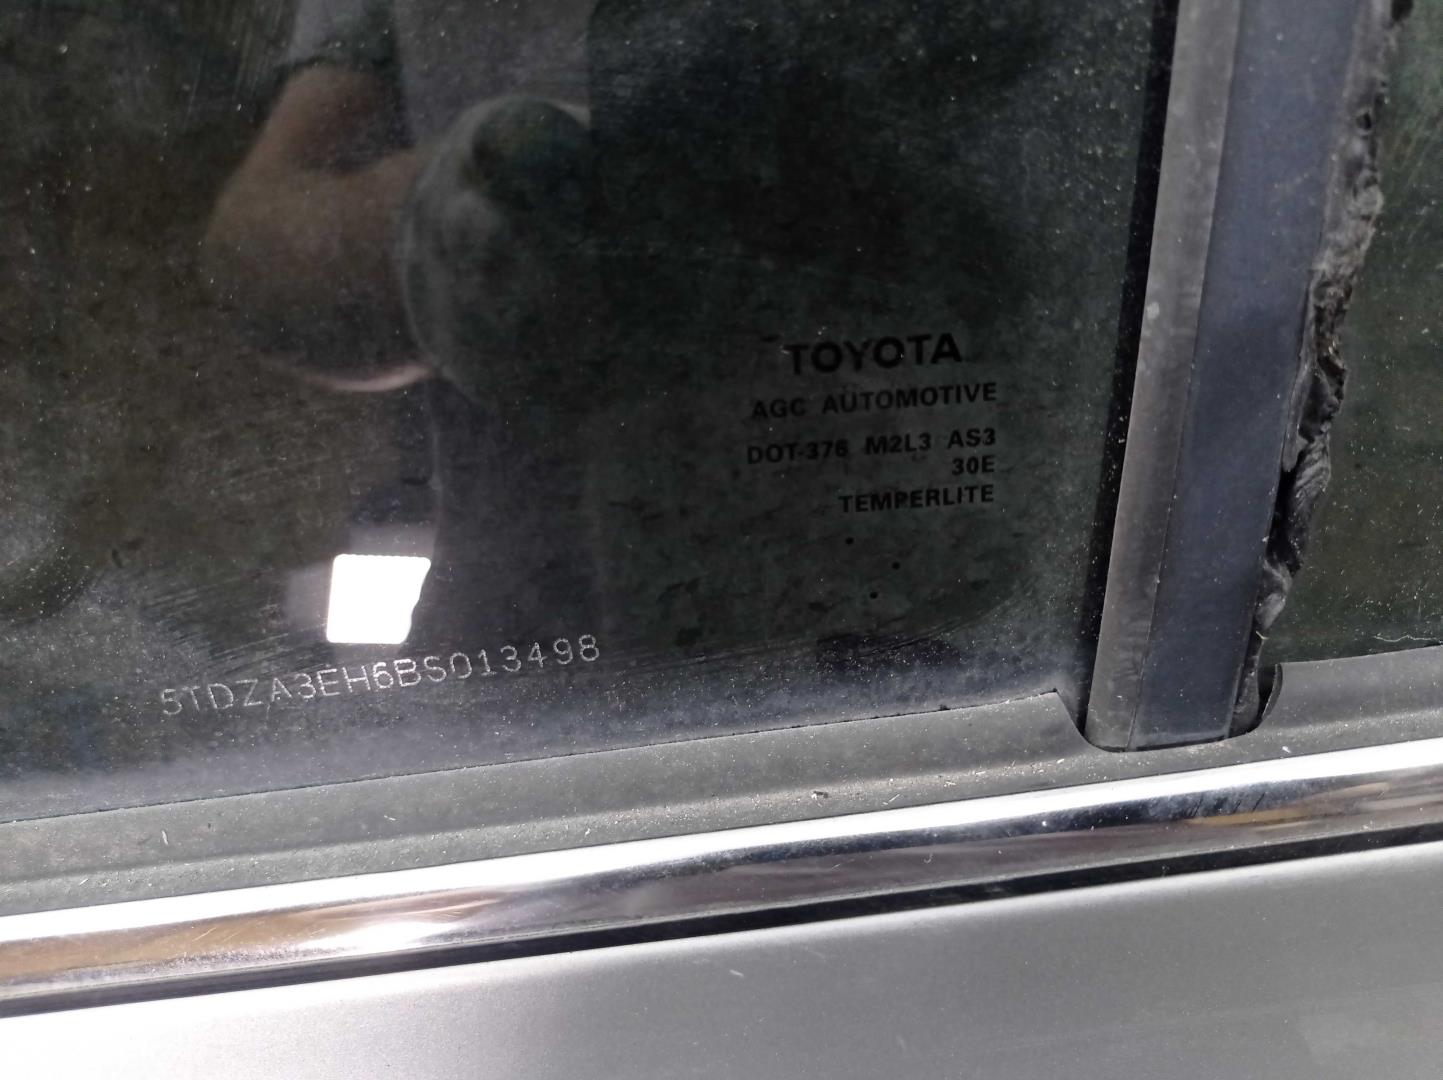 TOYOTA
AGC AUTOMOTIVE
DOT-376 M2L3 AS3
30E
TEMPERLITE
5TDZA3EH6BS013498